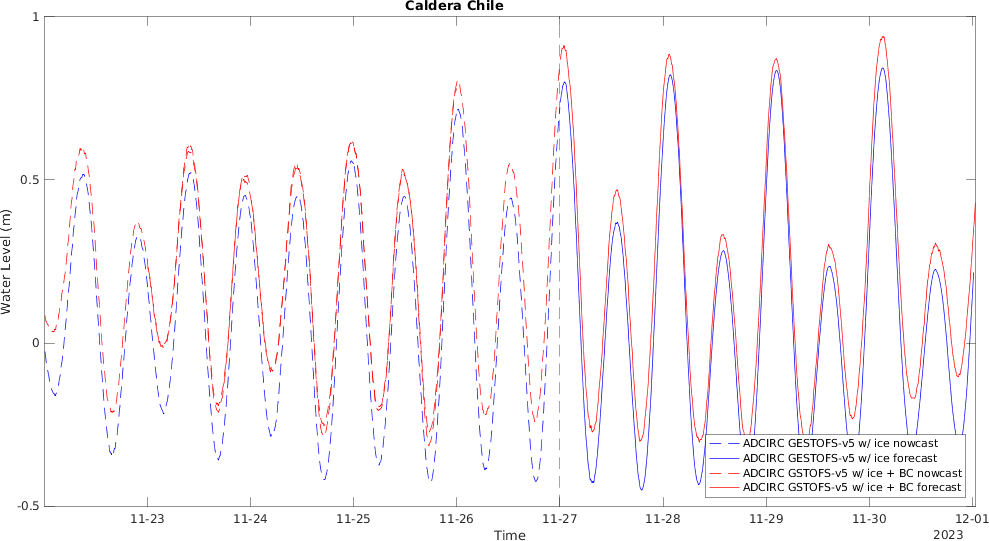 Caldera Chile
1
0.5
0
-0.5
Water Level (m)
ADCIRC GESTOFS-v5 w/ ice nowcast
ADCIRC GESTOFS-v5 w/ ice forecast
ADCIRC GSTOFS-v5 w/ ice + BC nowcast
ADCIRC GSTOFS-v5 w/ ice + BC forecast
11-23 11-24 11-25 11-26 11-27 11-28 11-29 11-30 12-01
Time
2023